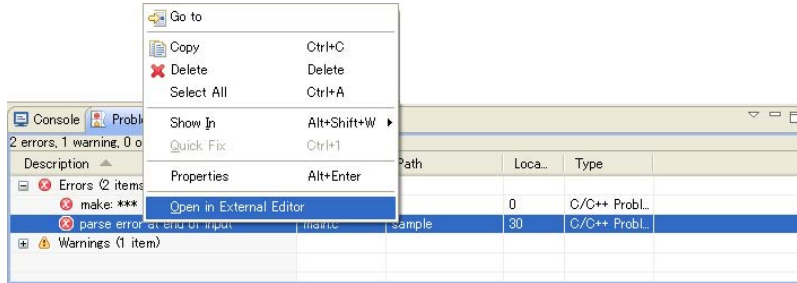 Go to
Copy Ctrl+C
Delete Delete
Select All Ctrl+A
Show In Alt+Shift+W
Quick Fix Ctrl+1
Properties Alt+Enter
Open in External Editor
Console Probl
2 errors, 1 warning, 0 o
Description Path Loca... Type
Errors (2 items
make: *** 0 C/C++ Probl...
parse error at end of input main.c sample 30 C/C++ Probl...
Warnings (1 item)